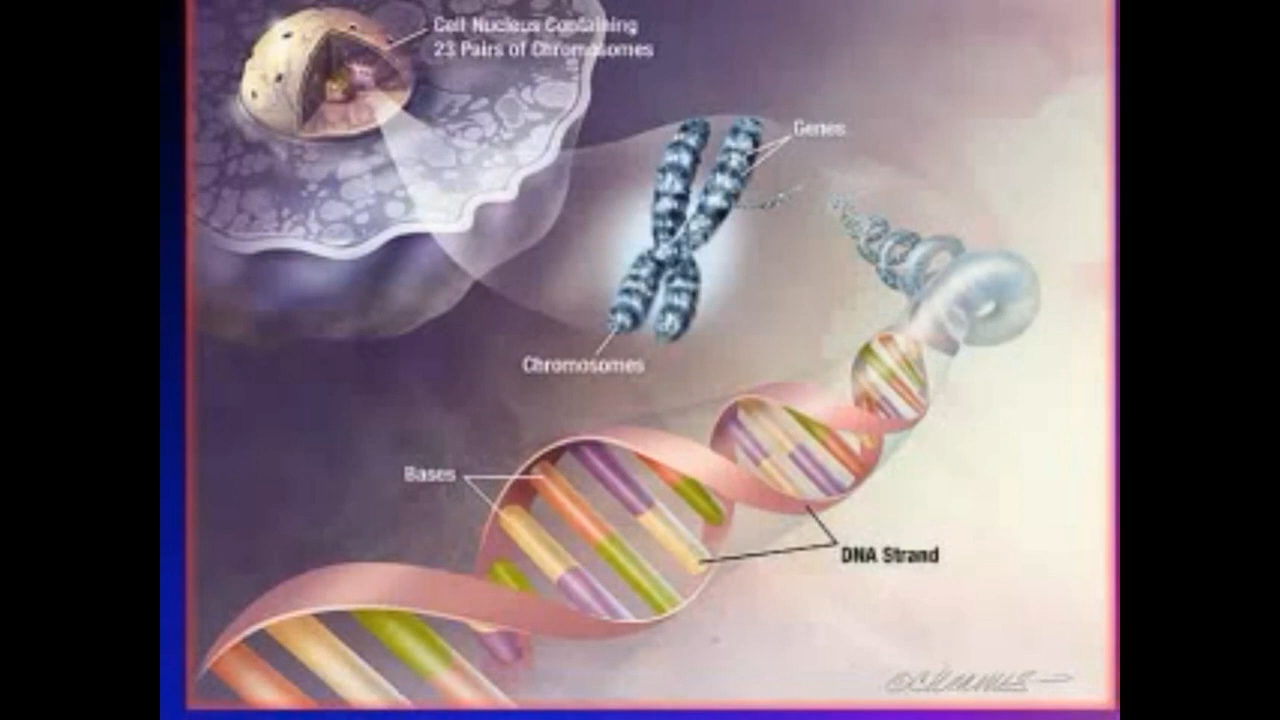 Cell Nucleus Containing
23 Pairs of Chromosomes
Genes
Chromosomes
Bases
DNA Strand